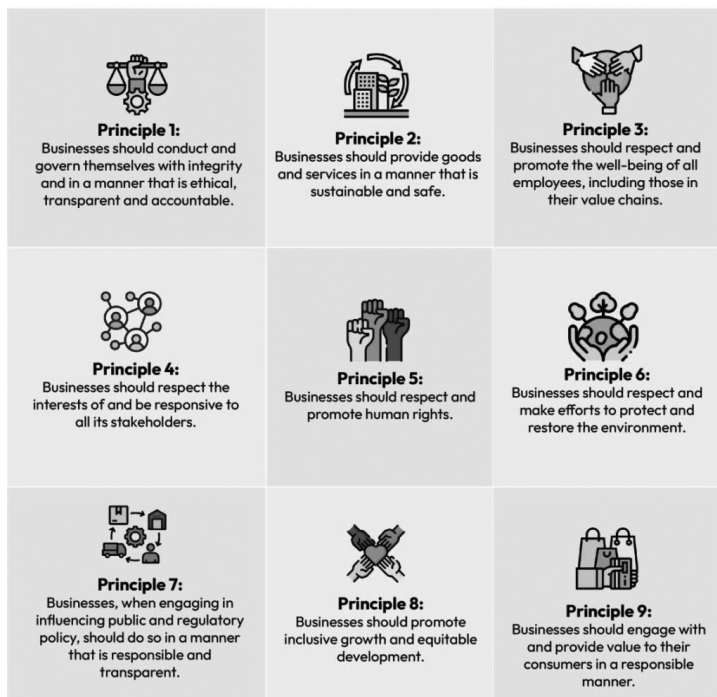 Principle 1:
Businesses should conduct and
govern themselves with integrity
and in a manner that is ethical,
transparent and accountable.
Principle 2:
Businesses should provide goods
and services in a manner that is
sustainable and safe.
Principle 3:
Businesses should respect and
promote the well-being of all
employees, including those in
their value chains.
Principle 4:
Businesses should respect the
interests of and be responsive to
all its stakeholders.
Principle 5:
Businesses should respect and
promote human rights.
Principle 6:
Businesses should respect and
make efforts to protect and
restore the environment.
Principle 7:
Businesses, when engaging in
influencing public and regulatory
policy, should do so in a manner
that is responsible and
transparent.
Principle 8:
Businesses should promote
inclusive growth and equitable
development.
Principle 9:
Businesses should engage with
and provide value to their
consumers in a responsible
manner.